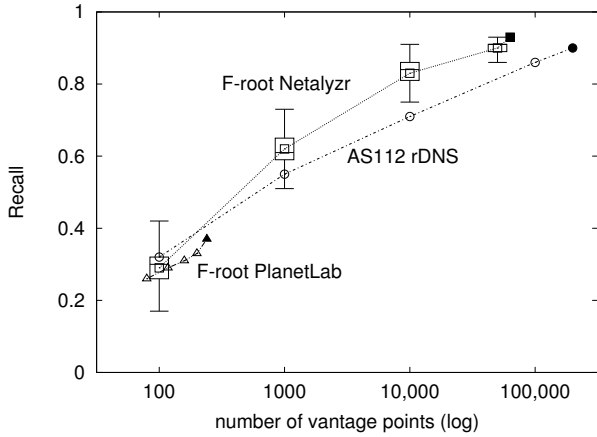 1
0.8
0.6
0.4
0.2
0
Recall
F-root Netalyzr
AS112 rDNS
F-root PlanetLab
100 1000 10,000 100,000
number of vantage points (log)